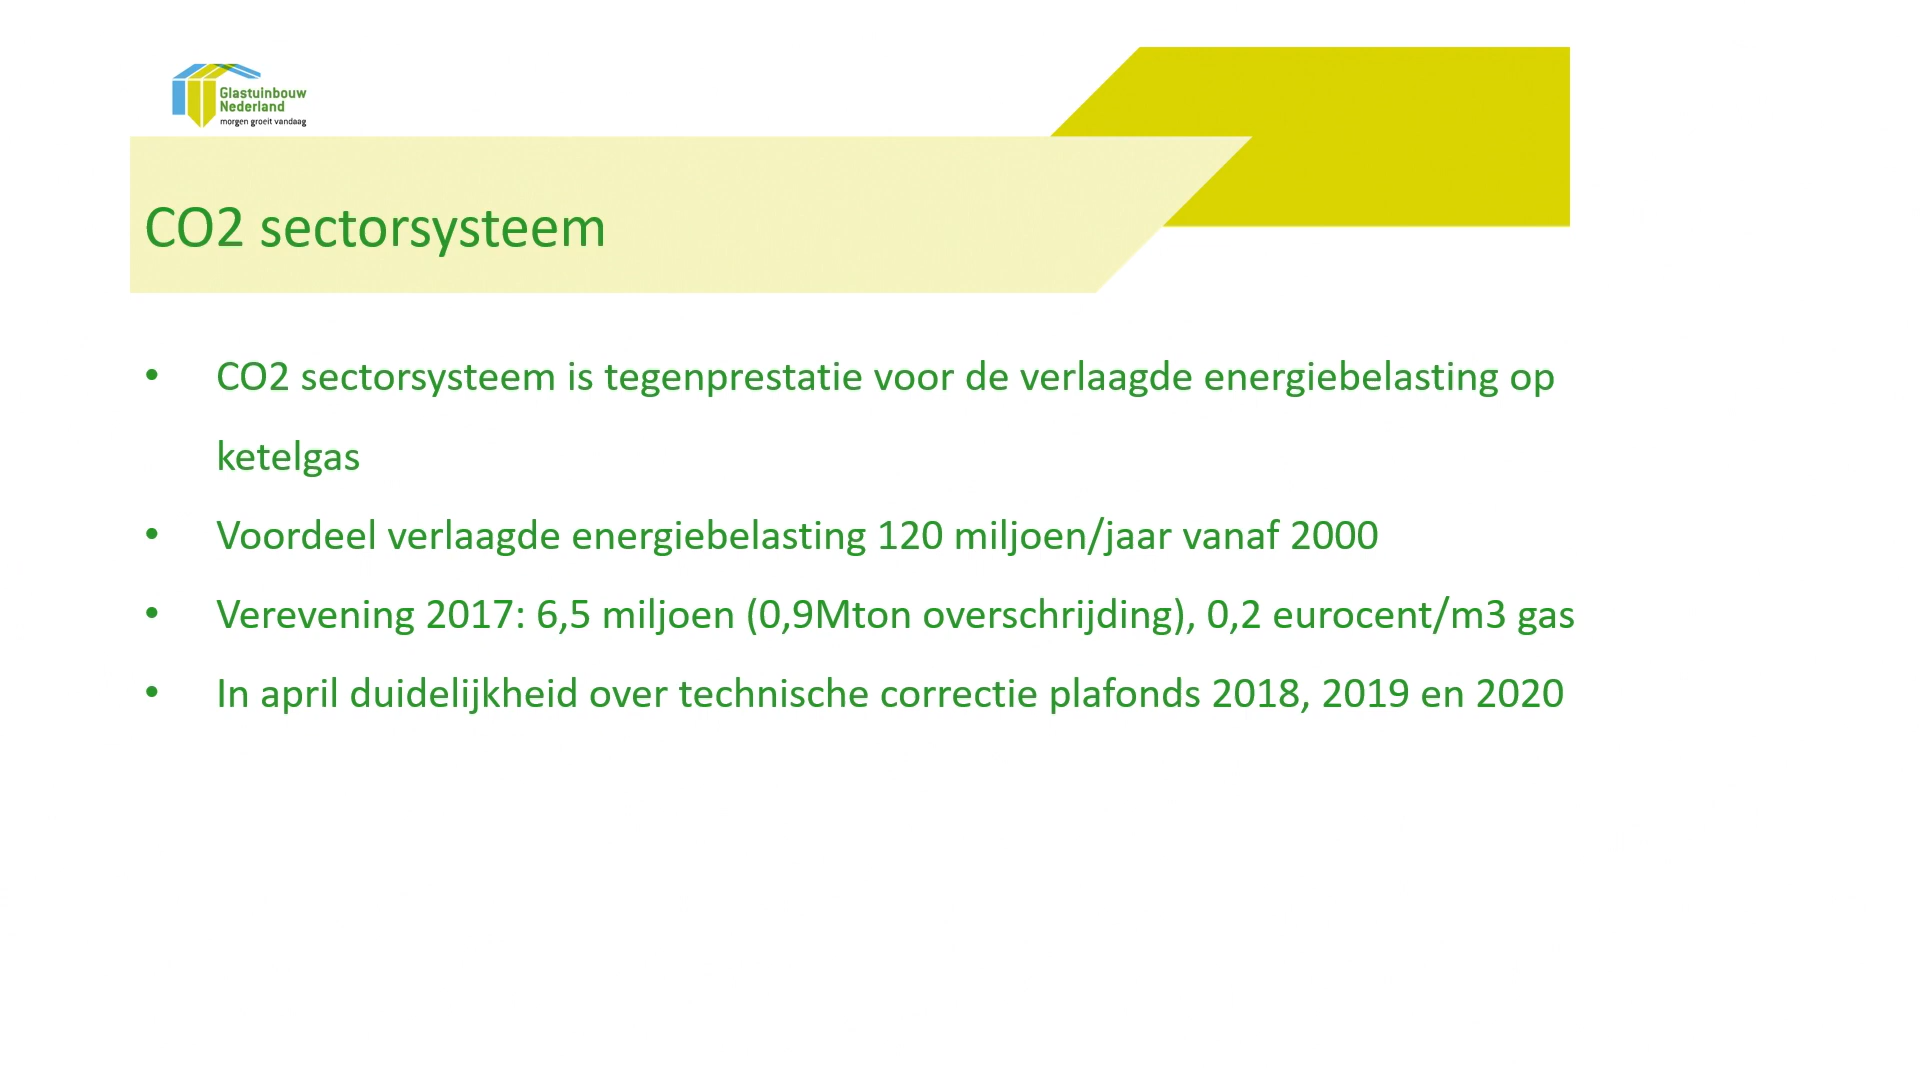 Glastuinbouw
Nederland
morgen groeit vandaag
CO2 sectorsysteem
• CO2 sectorsysteem is tegenprestatie voor de verlaagde energiebelasting op
ketelgas
• Voordeel verlaagde energiebelasting 120 miljoen/jaar vanaf 2000
• Verevening 2017: 6,5 miljoen (0,9Mton overschrijding), 0,2 eurocent/m3 gas
• In april duidelijkheid over technische correctie plafonds 2018, 2019 en 2020